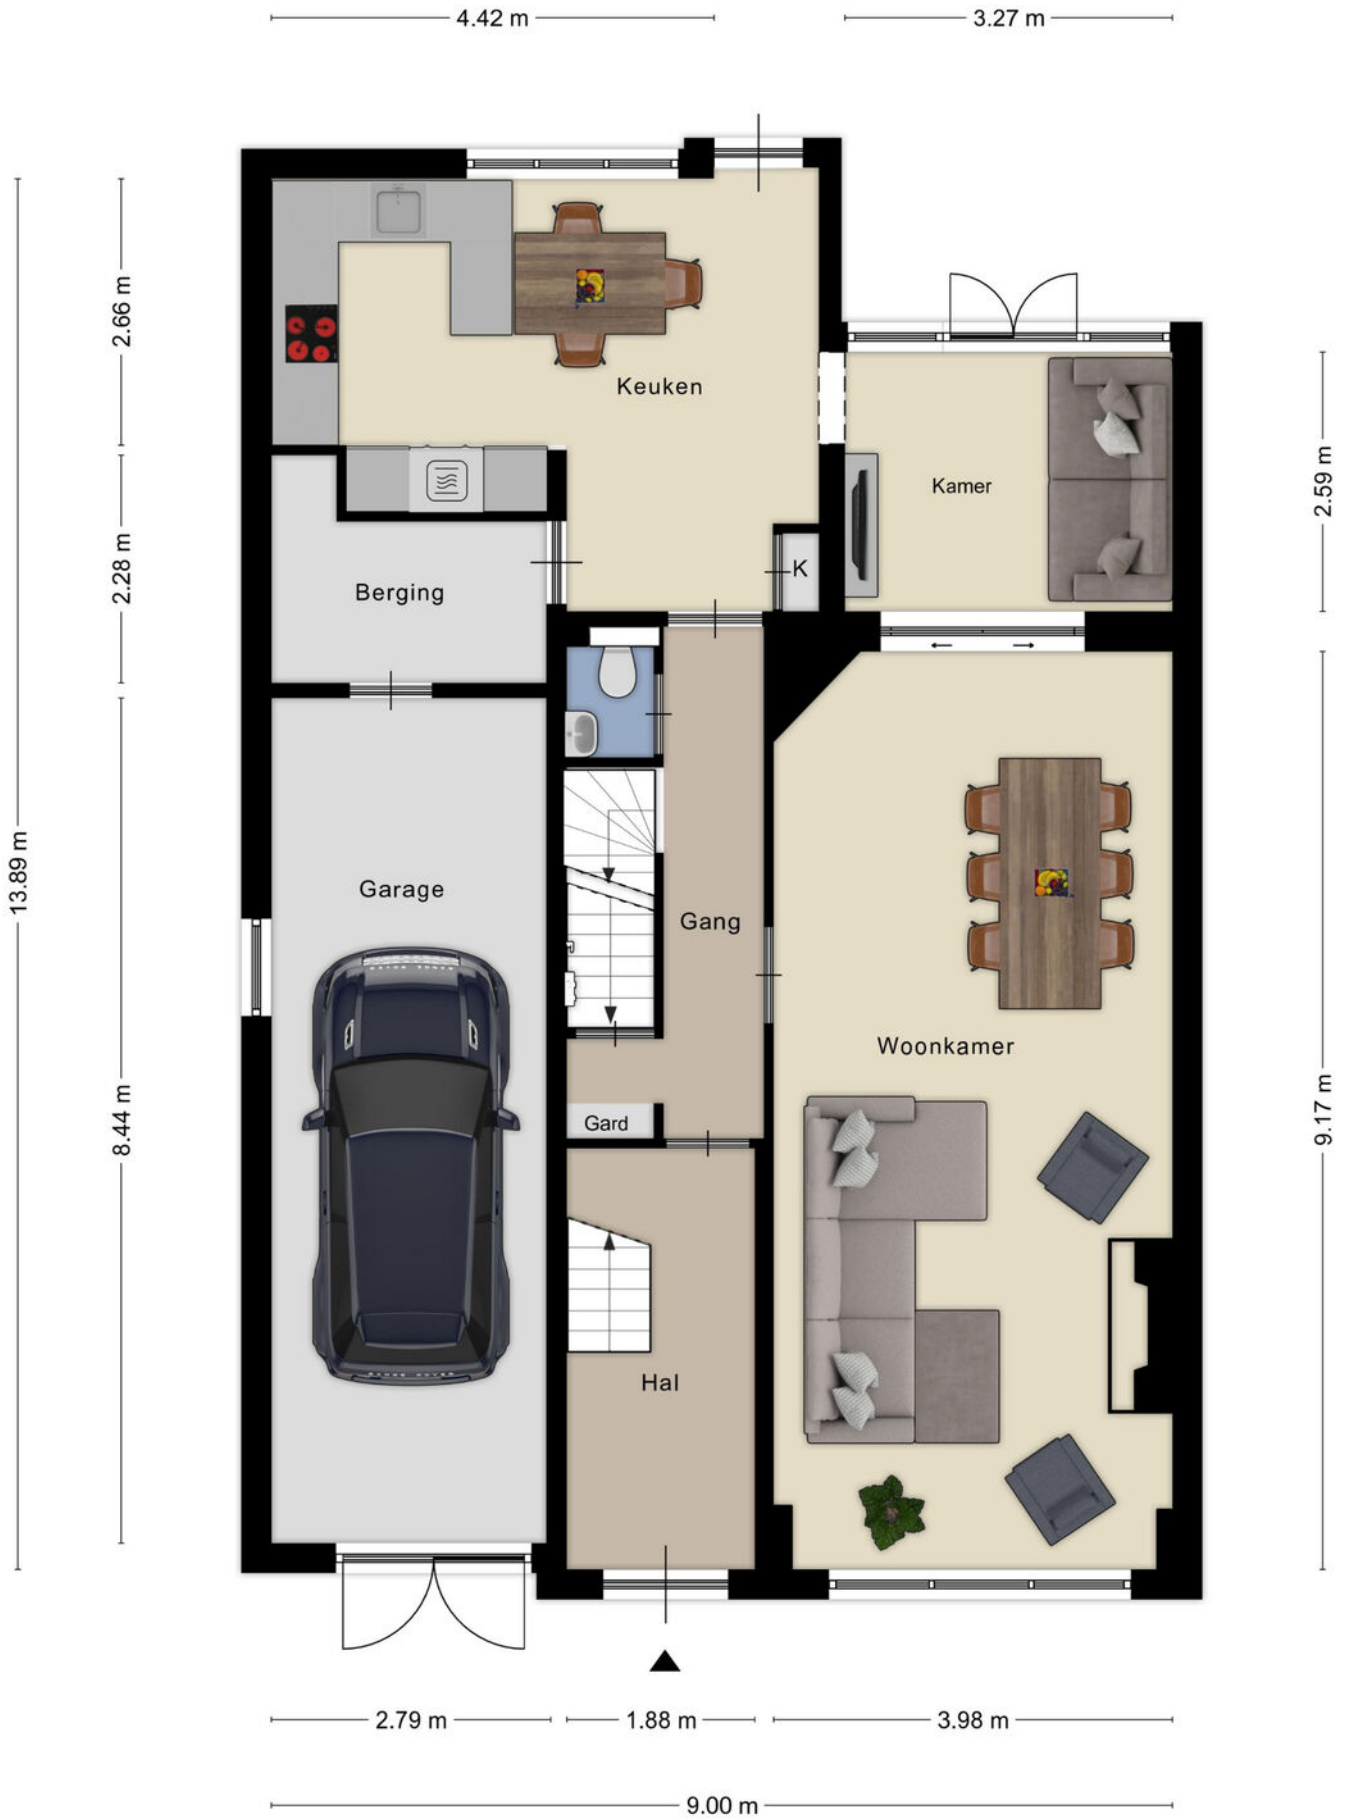 4.42 m
3.27 m
2.66 m
Keuken
Kamer
2.59 m
2.28 m
Berging
K
13.89 m
Garage
Gang
Woonkamer
8.44 m
9.17 m
Gard
Hal
2.79 m
1.88 m
3.98 m
9.00 m